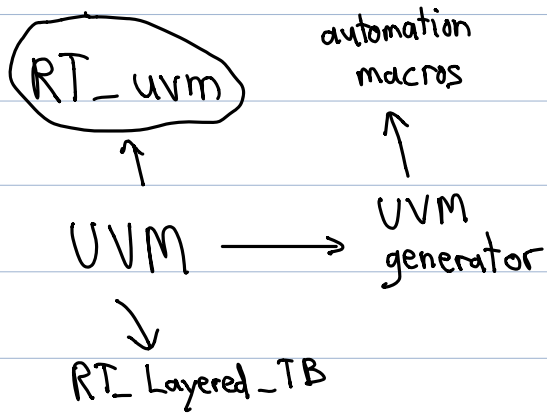 automation
macros
RT_uvm
UVM
UVM
generator
RT_Layered_TB